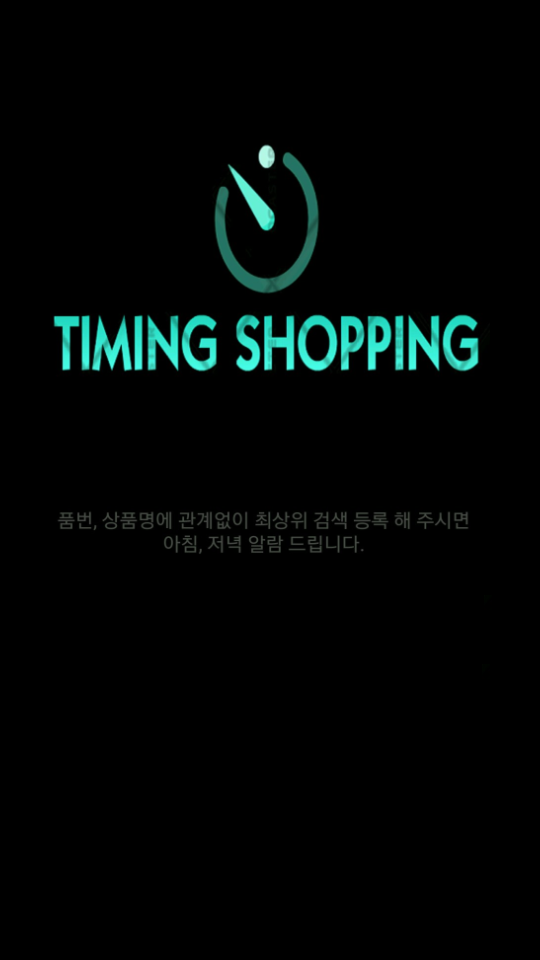 TIMING SHOPPING
품번, 상품명에 관계없이 최상위 검색 등록 해 주시면
아침, 저녁 알람 드립니다.